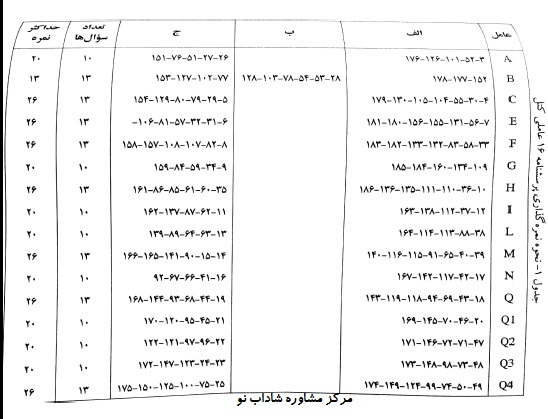 عامل الف ب ج تعداد سؤال‌ها حداکثر نمره
A ۳-۵۲-۱۰۱-۱۲۶-۱۷۶ ۲۶-۲۷-۵۱-۷۶-۱۵۱ ۱۰ ۲۰
B ۱۵۲-۱۷۷-۱۷۸ ۲۸-۵۳-۵۴-۷۸-۱۰۳-۱۲۸ ۷۷-۱۰۲-۱۲۷-۱۵۳ ۱۳ ۱۳
C ۴-۳۰-۵۵-۱۰۴-۱۰۵-۱۳۰-۱۷۹ ۵-۲۹-۷۹-۸۰-۱۲۹-۱۵۴ ۱۳ ۲۶
E ۷-۵۶-۱۳۱-۱۵۵-۱۵۶-۱۸۰-۱۸۱ ۶-۳۱-۳۲-۵۷-۸۱-۱۰۶- ۱۳ ۲۶
F ۳۳-۵۸-۸۳-۱۳۲-۱۳۳-۱۸۲-۱۸۳ ۸-۸۲-۱۰۷-۱۰۸-۱۵۷-۱۵۸ ۱۳ ۲۶
G ۱۰۹-۱۳۴-۱۶۰-۱۸۴-۱۸۵ ۹-۳۴-۵۹-۸۴-۱۵۹ ۱۰ ۲۰
H ۱۰-۳۶-۱۱۰-۱۱۱-۱۳۵-۱۳۶-۱۸۶ ۳۵-۶۰-۶۱-۸۵-۸۶-۱۶۱ ۱۳ ۲۶
I ۱۲-۳۷-۱۱۲-۱۳۸-۱۶۳ ۱۱-۶۲-۸۷-۱۳۷-۱۶۲ ۱۰ ۲۰
L ۳۸-۸۸-۱۱۳-۱۱۴-۱۶۴ ۱۳-۶۳-۶۴-۸۹-۱۳۹ ۱۰ ۲۰
M ۳۹-۴۰-۶۵-۹۱-۱۱۵-۱۱۶-۱۴۰ ۱۴-۱۵-۹۰-۱۴۱-۱۶۵-۱۶۶ ۱۳ ۲۶
N ۱۷-۴۲-۱۱۷-۱۴۲-۱۶۷ ۱۶-۴۱-۶۶-۶۷-۹۲ ۱۰ ۲۰
Q ۱۸-۴۳-۶۹-۹۴-۱۱۸-۱۱۹-۱۴۳ ۱۹-۴۴-۶۸-۹۳-۱۴۴-۱۶۸ ۱۳ ۲۶
Q1 ۲۰-۴۶-۷۰-۱۴۵-۱۶۹ ۲۱-۴۵-۹۵-۱۲۰-۱۷۰ ۱۰ ۲۰
Q2 ۴۷-۷۱-۷۲-۱۴۶-۱۷۱ ۲۲-۹۶-۹۷-۱۲۱-۱۲۲ ۱۰ ۲۰
Q3 ۴۸-۷۳-۹۸-۱۴۸-۱۷۳ ۲۳-۲۴-۱۲۳-۱۴۷-۱۷۲ ۱۰ ۲۰
Q4 ۴۹-۵۰-۷۴-۹۹-۱۲۴-۱۴۹-۱۷۴ ۲۵-۷۵-۱۰۰-۱۲۵-۱۵۰-۱۷۵ ۱۳ ۲۶
جدول ۱- نحوه نمره گذاری پرسشنامه ۱۶ عاملی کتل
مرکز مشاوره شاداب نو